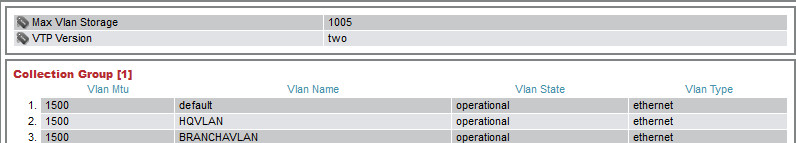 Max Vlan Storage 1005
VTP Version two
Collection Group [1]
Vlan Mtu Vlan Name Vlan State Vlan Type
1. 1500 default operational ethernet
2. 1500 HQVLAN operational ethernet
3. 1500 BRANCHAVLAN operational ethernet